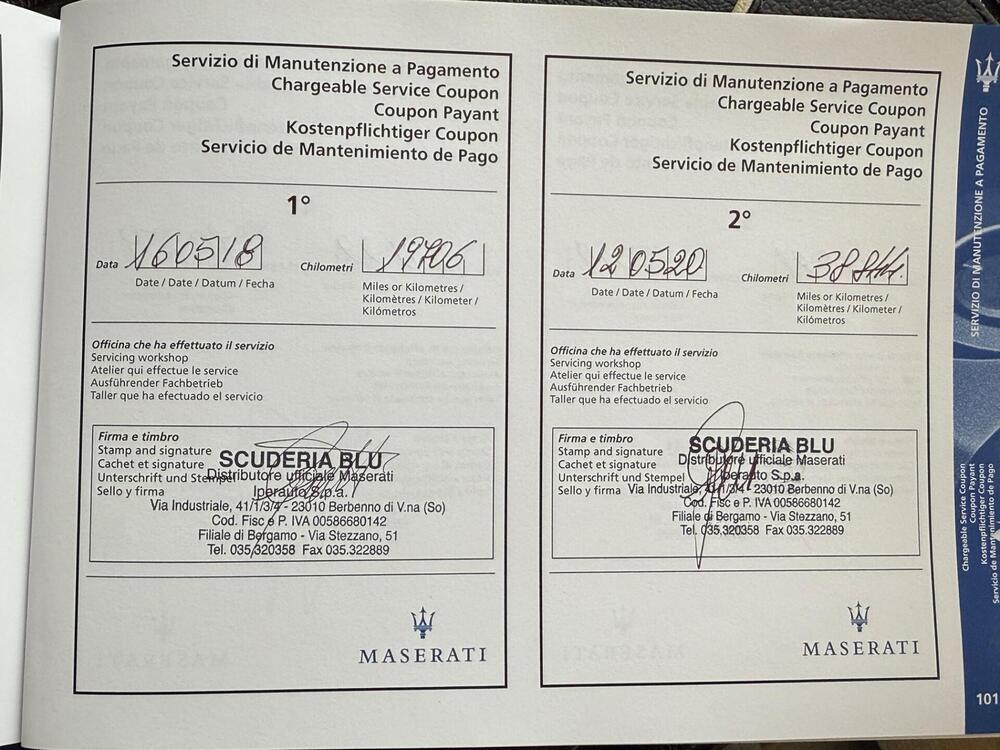 Servizio di Manutenzione a Pagamento
Chargeable Service Coupon
Coupon Payant
Kostenpflichtiger Coupon
Servicio de Mantenimiento de Pago
1°
Data 160518 Chilometri 19706
Date / Date / Datum / Fecha
Miles or Kilometres /
Kilomètres / Kilometer /
Kilómetros
Officina che ha effettuato il servizio
Servicing workshop
Atelier qui effectue le service
Ausführender Fachbetrieb
Taller que ha efectuado el servicio
Firma e timbro
Stamp and signature
Cachet et signature
Unterschrift und Stempel
Sello y firma
SCUDERIA BLU
Distributore ufficiale Maserati
Iperauto S.p.a.
Via Industriale, 41/1/3/4 - 23010 Berbenno di V.na (So)
Cod. Fisc e P. IVA 00586680142
Filiale di Bergamo - Via Stezzano, 51
Tel. 035.320358 Fax 035.322889
MASERATI
Servizio di Manutenzione a Pagamento
Chargeable Service Coupon
Coupon Payant
Kostenpflichtiger Coupon
Servicio de Mantenimiento de Pago
2°
Data 120520 Chilometri
Date / Date / Datum / Fecha
Miles or Kilometres /
Kilomètres / Kilometer /
Kilómetros
Officina che ha effettuato il servizio
Servicing workshop
Atelier qui effectue le service
Ausführender Fachbetrieb
Taller que ha efectuado el servicio
Firma e timbro
Stamp and signature
Cachet et signature
Unterschrift und Stempel
Sello y firma
SCUDERIA BLU
Distributore ufficiale Maserati
Iperauto S.p.a.
Via Industriale, 41/1/3/4 - 23010 Berbenno di V.na (So)
Cod. Fisc e P. IVA 00586680142
Filiale di Bergamo - Via Stezzano, 51
Tel. 035.320358 Fax 035.322889
MASERATI
SERVIZIO DI MANUTENZIONE A PAGAMENTO
Chargeable Service Coupon
Coupon Payant
Kostenpflichtiger Coupon
Servicio de Mantenimiento de Pago
101